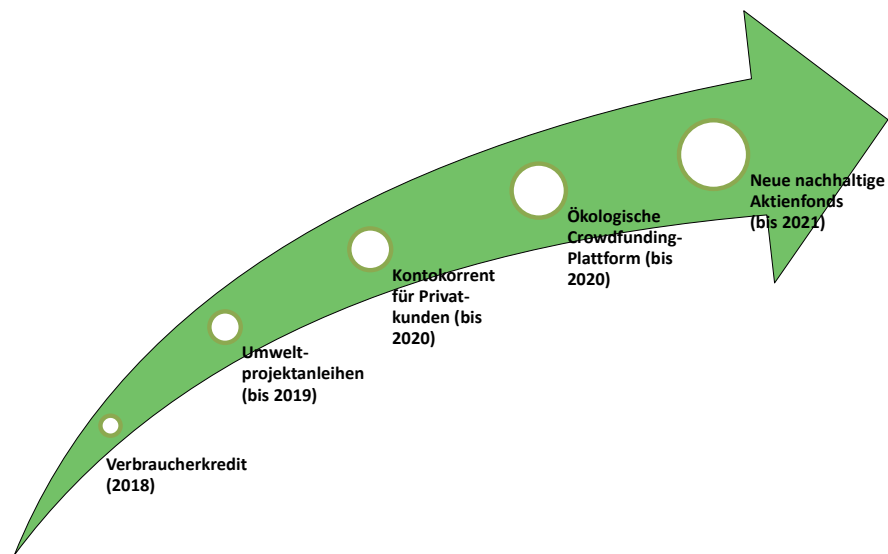 Verbraucherkredit
(2018)
Umwelt-
projektanleihen
(bis 2019)
Kontokorrent
für Privat-
kunden (bis
2020)
Ökologische
Crowdfunding-
Plattform (bis
2020)
Neue nachhaltige
Aktienfonds
(bis 2021)